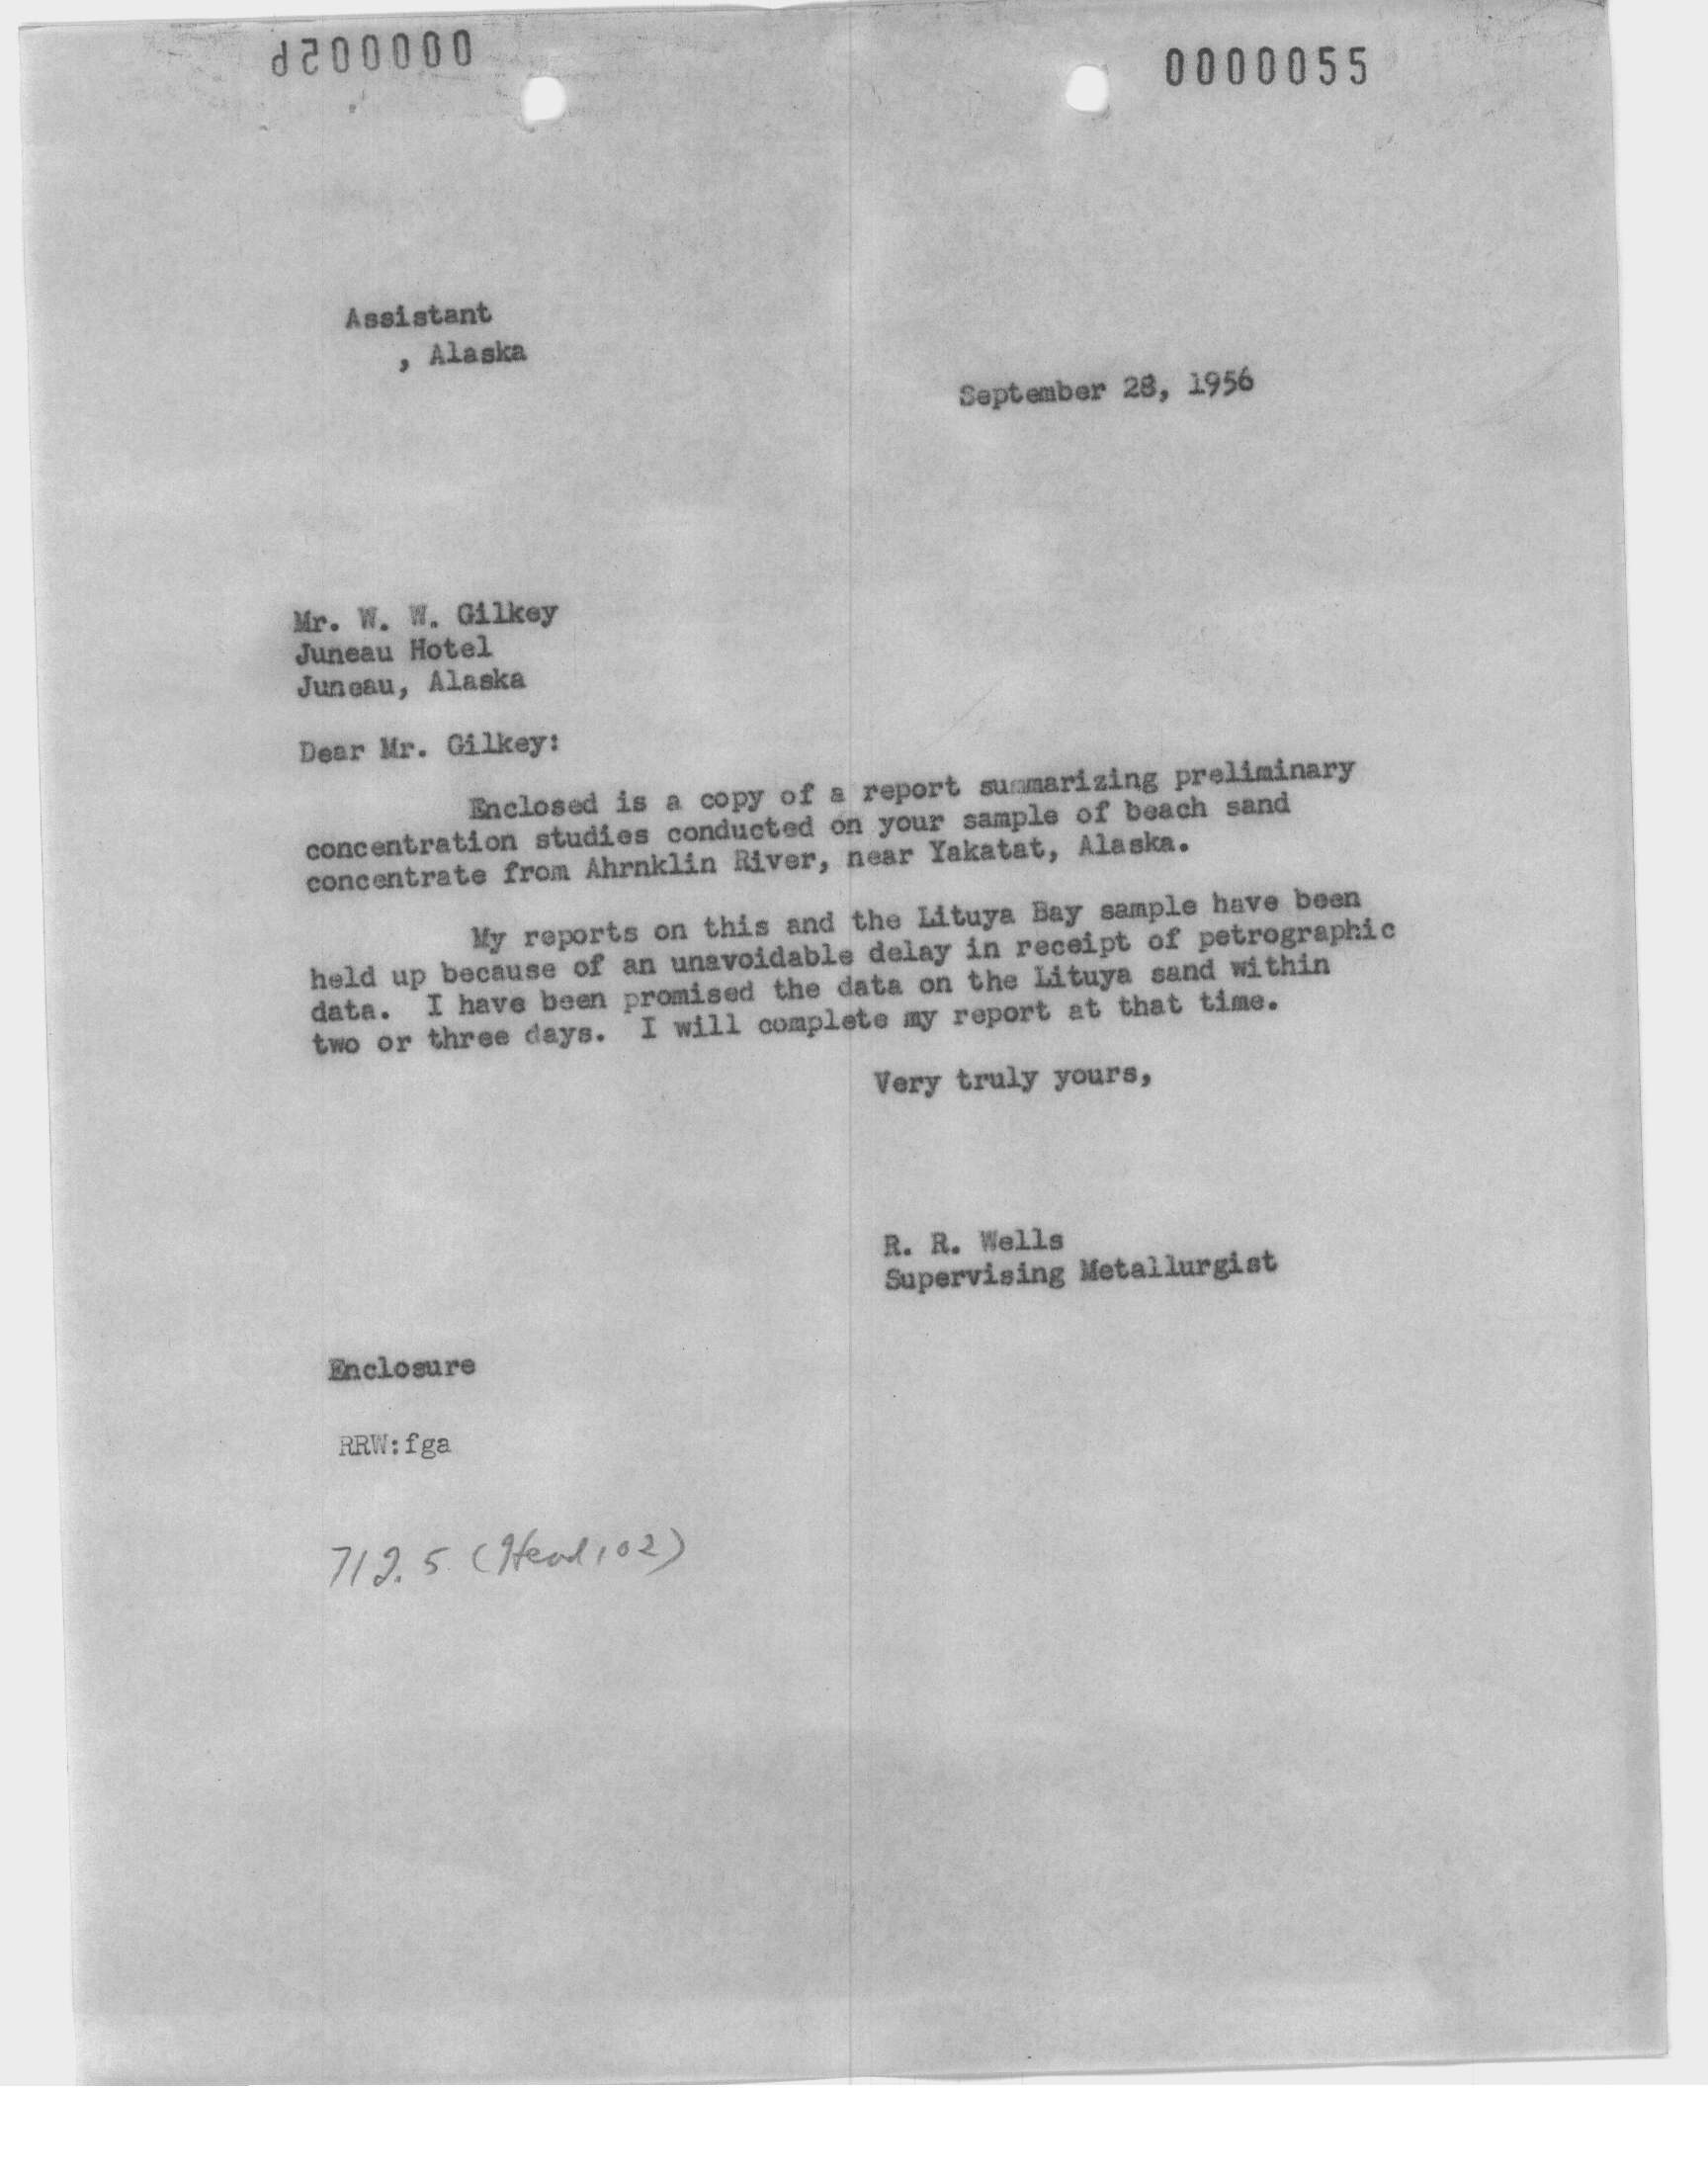 0000055
Assistant
, Alaska
September 28, 1956
Mr. W. W. Gilkey
Juneau Hotel
Juneau, Alaska
Dear Mr. Gilkey:
Enclosed is a copy of a report summarizing preliminary
concentration studies conducted on your sample of beach sand
concentrate from Ahrnklin River, near Yakatat, Alaska.
My reports on this and the Lituya Bay sample have been
held up because of an unavoidable delay in receipt of petrographic
data. I have been promised the data on the Lituya sand within
two or three days. I will complete my report at that time.
Very truly yours,
R. R. Wells
Supervising Metallurgist
Enclosure
RRW:fga
712.5